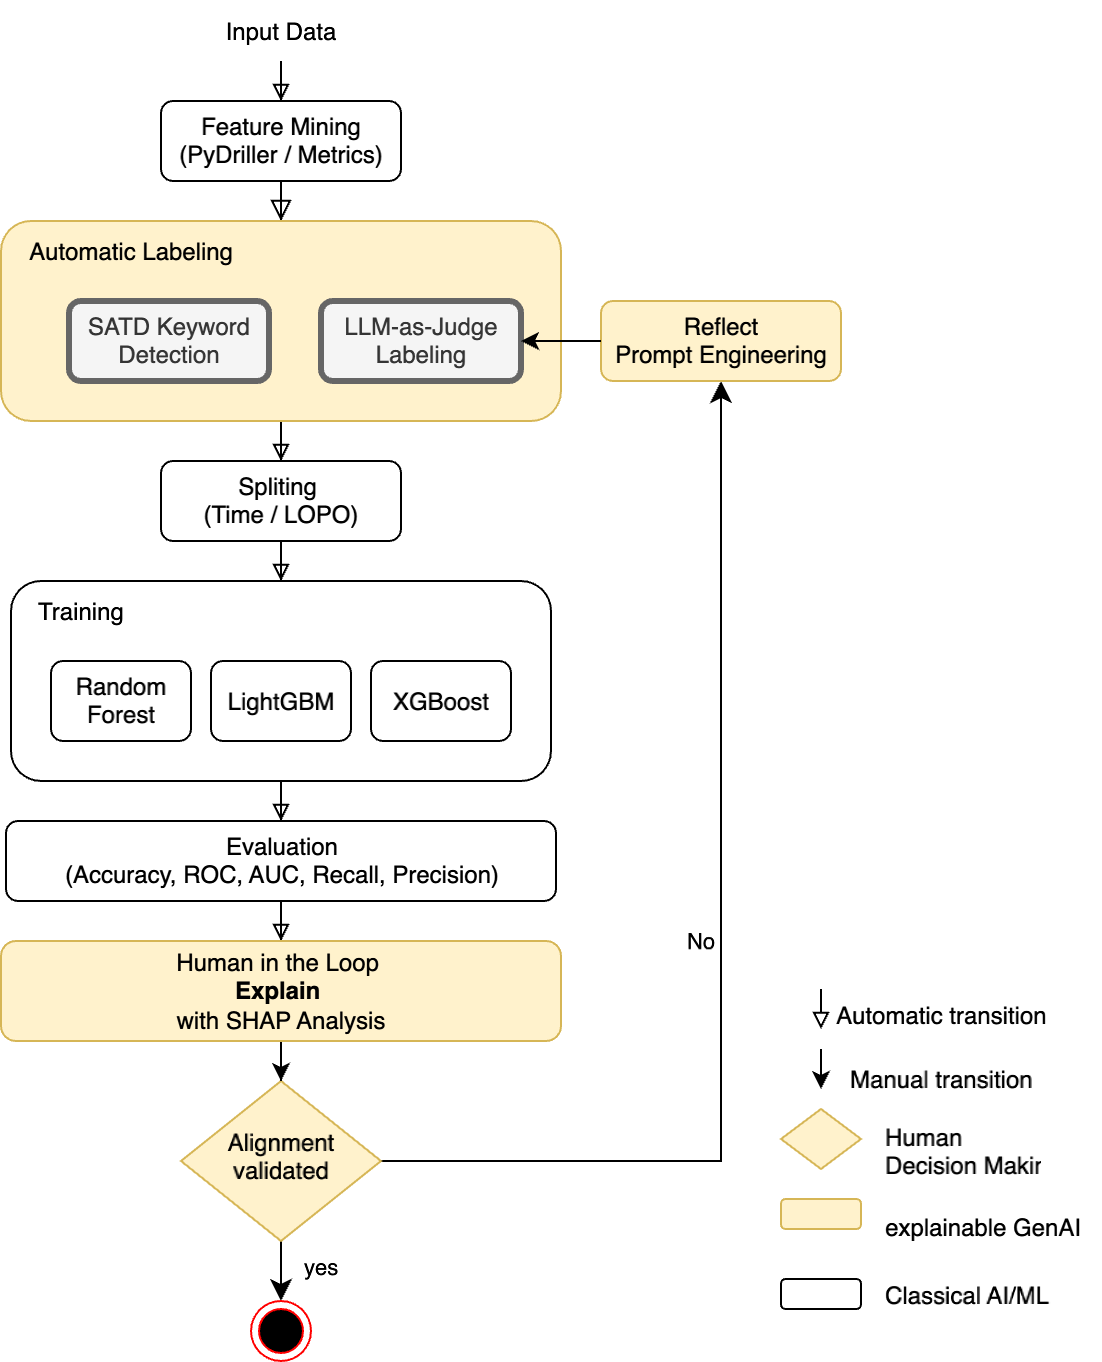 Input Data
Feature Mining
(PyDriller / Metrics)
Automatic Labeling
SATD Keyword
Detection
LLM-as-Judge
Labeling
Reflect
Prompt Engineering
Spliting
(Time / LOPO)
Training
Random
Forest
LightGBM
XGBoost
Evaluation
(Accuracy, ROC, AUC, Recall, Precision)
Human in the Loop
Explain
with SHAP Analysis
No
Alignment
validated
yes
Automatic transition
Manual transition
Human
Decision Makir
explainable GenAI
Classical AI/ML